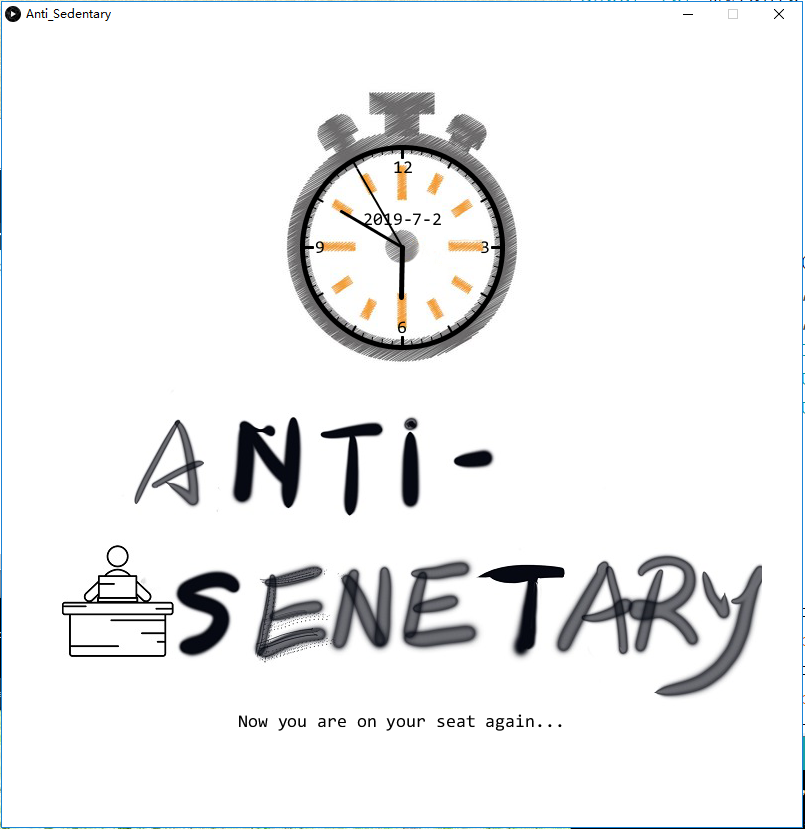 Anti_Sedentary
12
2019-7-2
9 3
6
ANTi-
SENETARY
Now you are on your seat again...